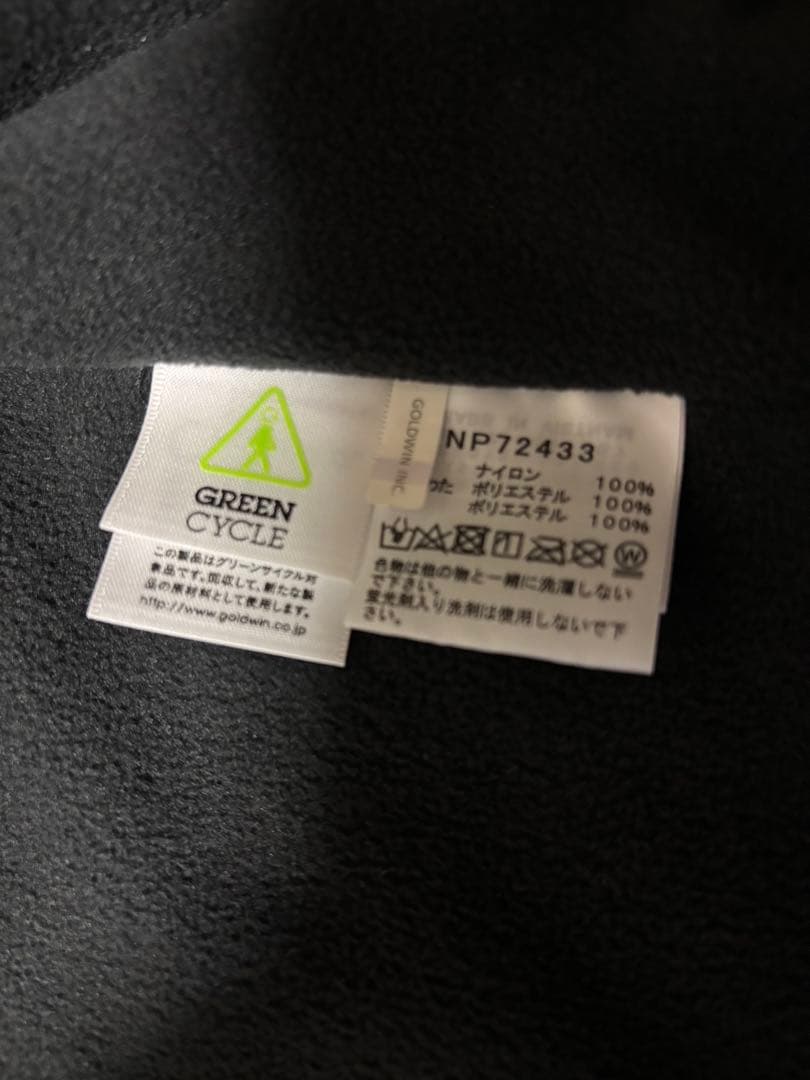 GREEN
CYCLE
この製品はグリーンサイクル対
象品です。回収して、新たな製
品の原材料として使用します。
http://www.goldwin.co.jp
GOLDWIN INC.
NP72433
ナイロン 100%
わた ポリエステル 100%
ポリエステル 100%
W
色物は他の物と一緒に洗濯しない
で下さい。
蛍光剤入り洗剤は使用しないで下
さい。